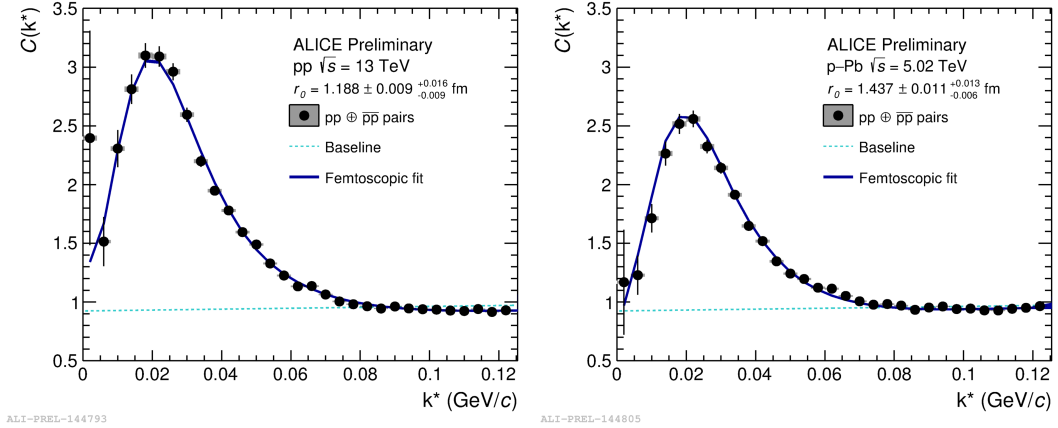 C(k*)
3.5
3
2.5
2
1.5
1
0.5
0
0.02
0.04
0.06
0.08
0.1
0.12
k* (GeV/c)
ALICE Preliminary
pp √s = 13 TeV
r₀ = 1.188 ± 0.009 +0.016 -0.009 fm
pp ⊕ p̅p̅ pairs
Baseline
Femtoscopic fit
ALI-PREL-144793
C(k*)
3.5
3
2.5
2
1.5
1
0.5
0
0.02
0.04
0.06
0.08
0.1
0.12
k* (GeV/c)
ALICE Preliminary
p–Pb √s = 5.02 TeV
r₀ = 1.437 ± 0.011 +0.013 -0.006 fm
pp ⊕ p̅p̅ pairs
Baseline
Femtoscopic fit
ALI-PREL-144805